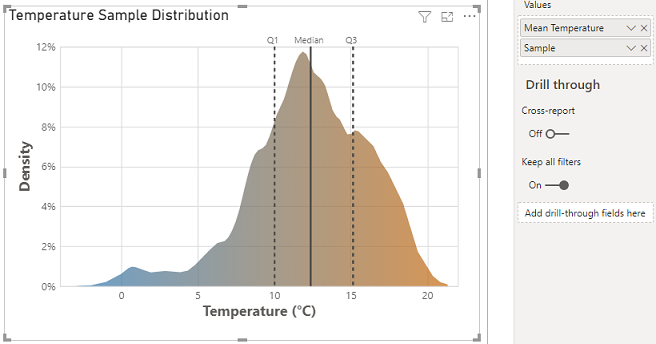 Temperature Sample Distribution
Q1 Median Q3
12%
10%
8%
6%
4%
2%
0%
Density
0 5 10 15 20
Temperature (°C)
Values
Mean Temperature
Sample
Drill through
Cross-report
Off
Keep all filters
On
Add drill-through fields here